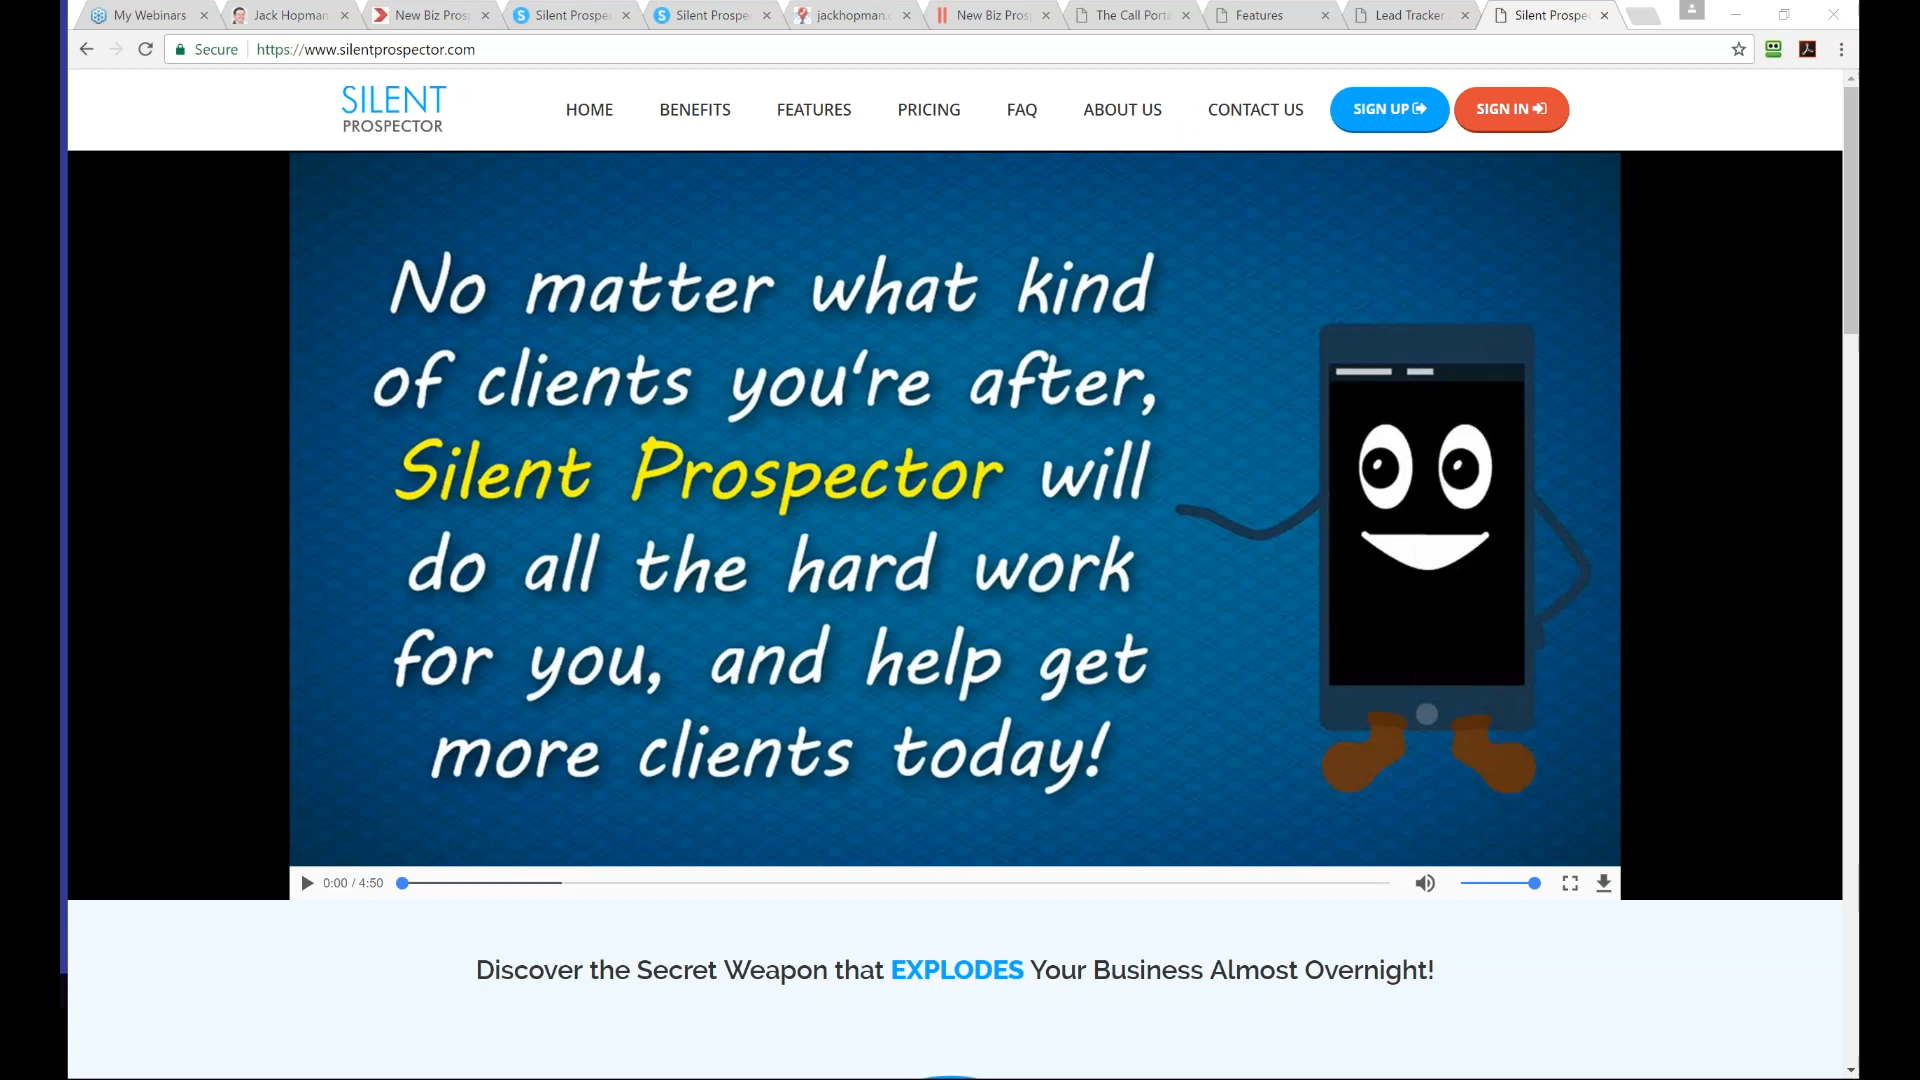 My Webinars
Jack Hopman
New Biz Pros
Silent Prospe
Silent Prospe
jackhopman.c
New Biz Pros
The Call Porta
Features
Lead Tracker
Silent Prospe
Secure
https://www.silentprospector.com
SILENT
PROSPECTOR
HOME
BENEFITS
FEATURES
PRICING
FAQ
ABOUT US
CONTACT US
SIGN UP
SIGN IN
No matter what kind
of clients you're after,
Silent Prospector will
do all the hard work
for you, and help get
more clients today!
0:00 / 4:50
Discover the Secret Weapon that EXPLODES Your Business Almost Overnight!